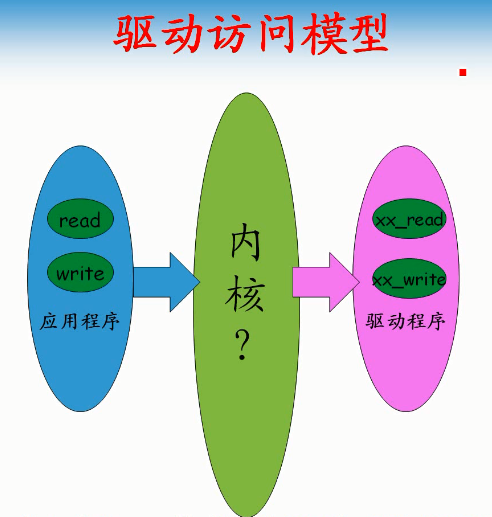 驱动访问模型
read
write
应用程序
内
核
？
xx_read
xx_write
驱动程序